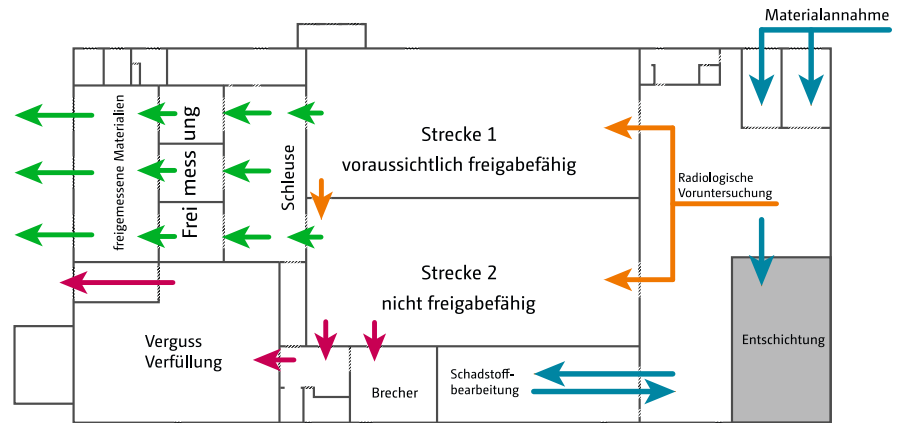 Materialannahme
Strecke 1
voraussichtlich freigabefähig
Radiologische
Voruntersuchung
freigemessene Materialien
Frei mess ung
Schleuse
Strecke 2
nicht freigabefähig
Verguss
Verfüllung
Brecher
Schadstoff-
bearbeitung
Entschichtung